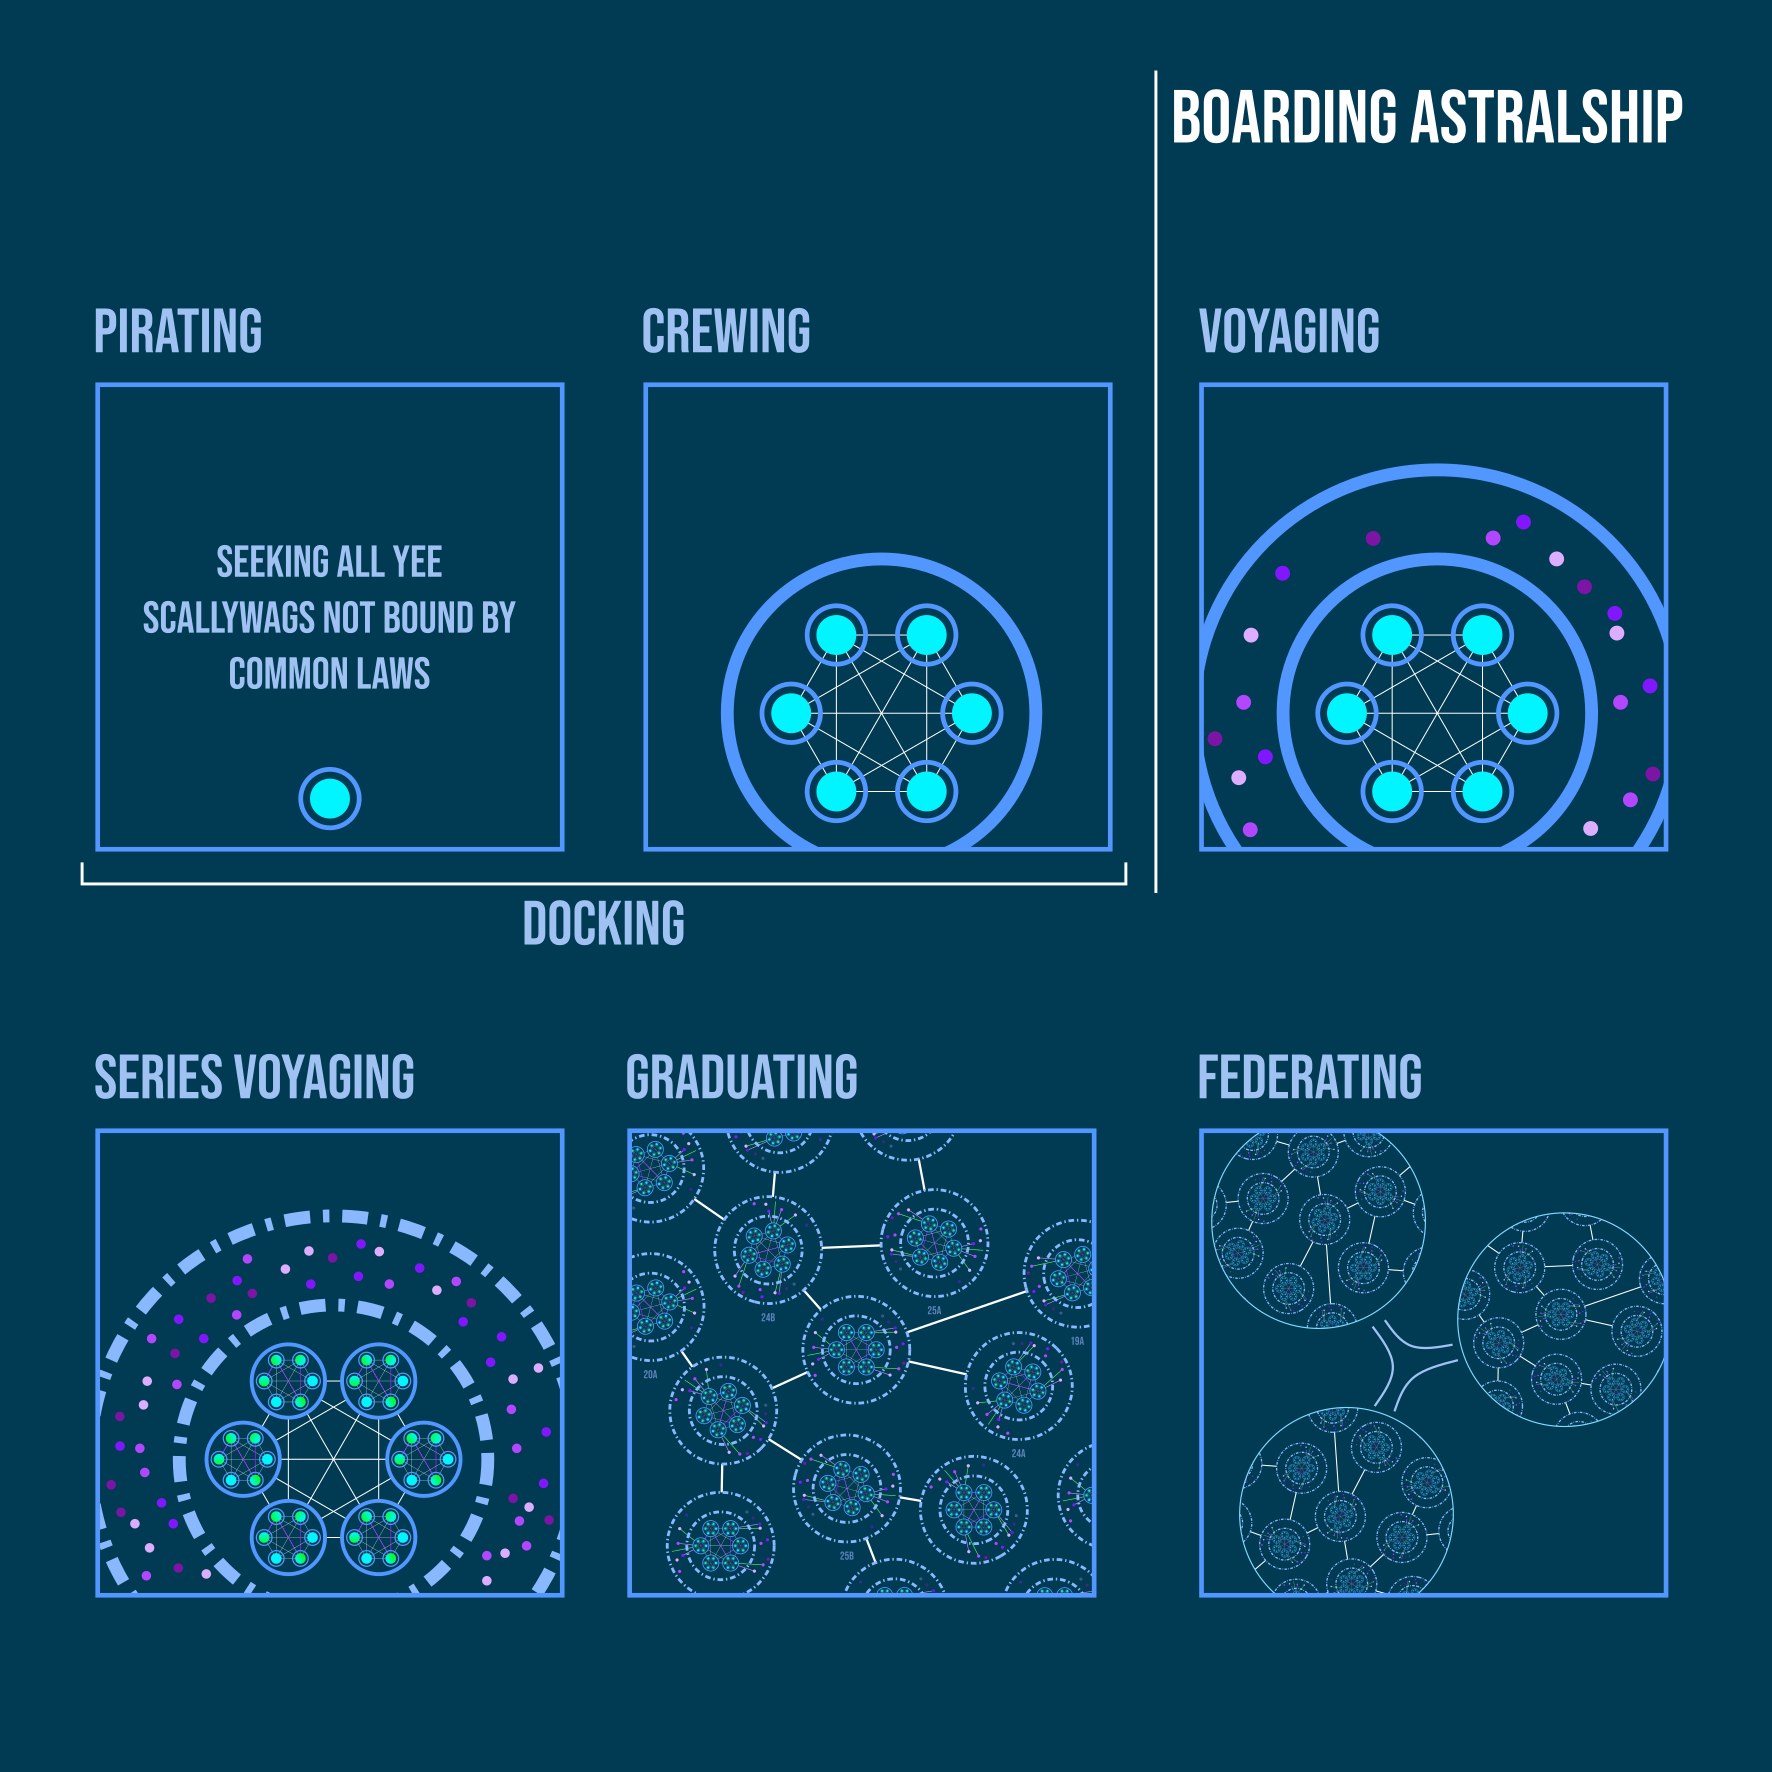 BOARDING ASTRALSHIP
PIRATING
CREWING
VOYAGING
SEEKING ALL YEE
SCALLYWAGS NOT BOUND BY
COMMON LAWS
DOCKING
SERIES VOYAGING
GRADUATING
FEDERATING
25A
24B
19A
20A
24A
25B